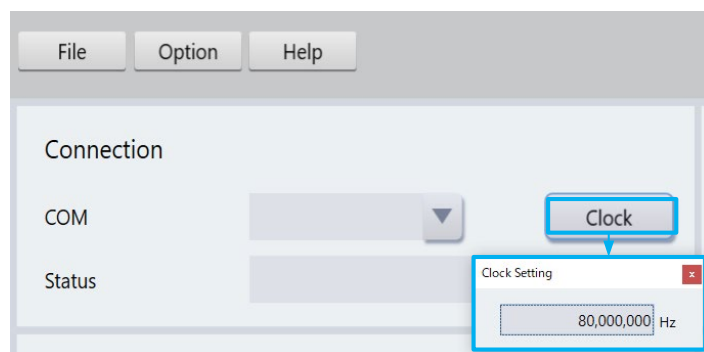 File Option Help
Connection
COM
Clock
Status
Clock Setting
x
80,000,000 Hz